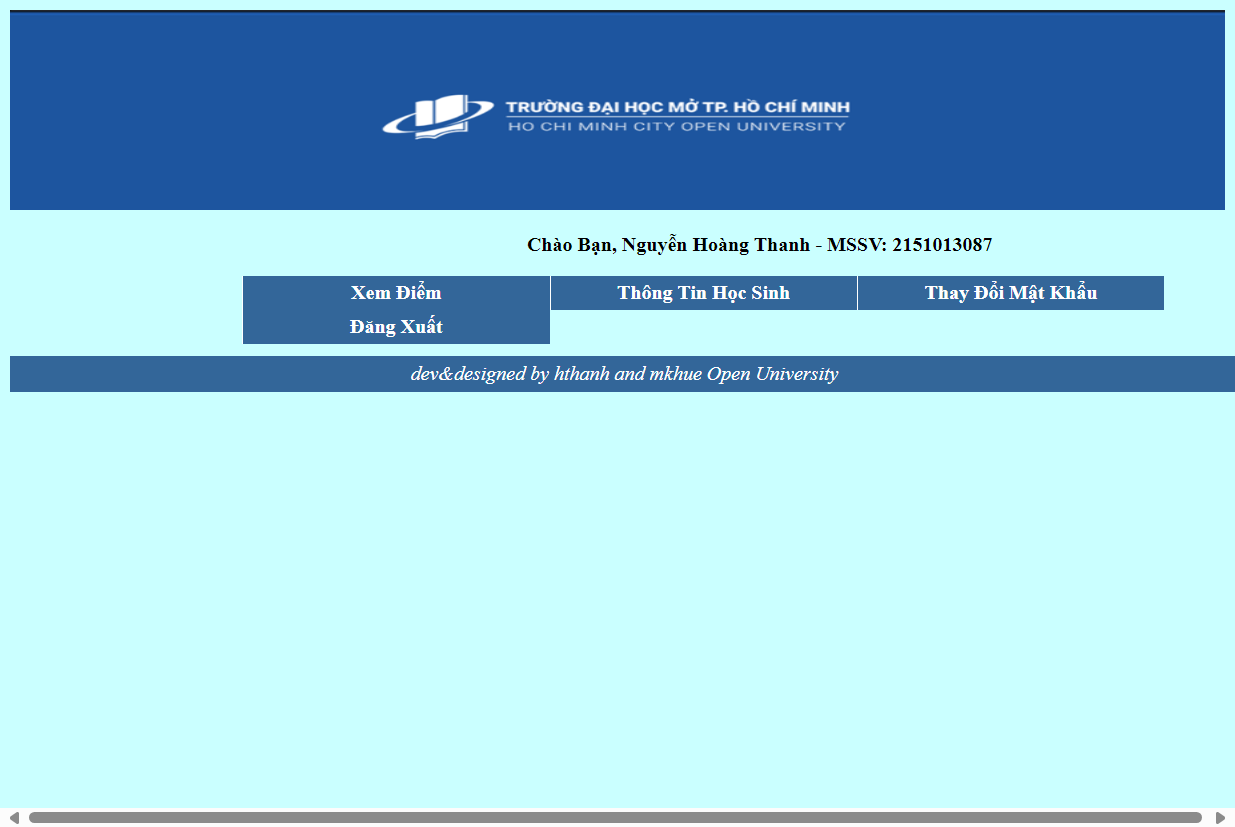 TRƯỜNG ĐẠI HỌC MỞ TP. HỒ CHÍ MINH
HO CHI MINH CITY OPEN UNIVERSITY
Chào Bạn, Nguyễn Hoàng Thanh - MSSV: 2151013087
Xem Điểm Thông Tin Học Sinh Thay Đổi Mật Khẩu
Đăng Xuất
dev&designed by hthanh and mkhue Open University